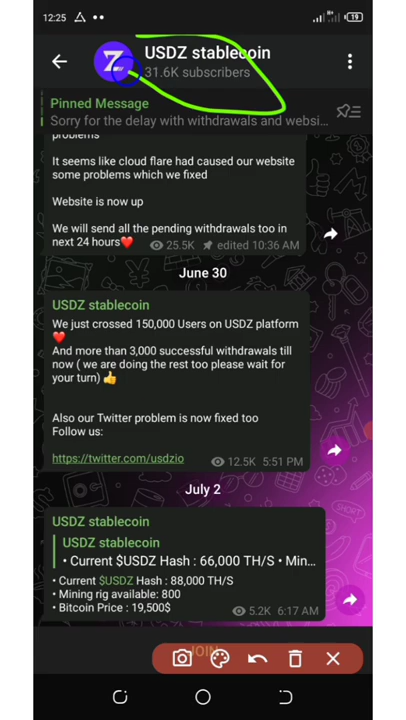 12:25
19
USDZ stablecoin
31.6K subscribers
Pinned Message
Sorry for the delay with withdrawals and websi...
problems
It seems like cloud flare had caused our website
some problems which we fixed
Website is now up
We will send all the pending withdrawals too in
next 24 hours❤️ 25.5K edited 10:36 AM
June 30
USDZ stablecoin
We just crossed 150,000 Users on USDZ platform
❤️
And more than 3,000 successful withdrawals till
now ( we are doing the rest too please wait for
your turn)👍
Also our Twitter problem is now fixed too
Follow us:
https://twitter.com/usdzio 12.5K 5:51 PM
July 2
USDZ stablecoin
USDZ stablecoin
• Current $USDZ Hash : 66,000 TH/S • Min...
• Current $USDZ Hash : 88,000 TH/S
• Mining rig available: 800
• Bitcoin Price : 19,500$ 5.2K 6:17 AM
JOIN